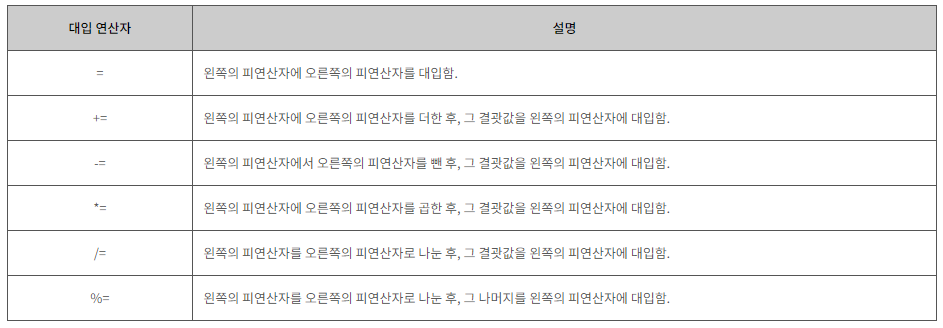 대입 연산자 설명
= 왼쪽의 피연산자에 오른쪽의 피연산자를 대입함.
+= 왼쪽의 피연산자에 오른쪽의 피연산자를 더한 후, 그 결괏값을 왼쪽의 피연산자에 대입함.
-= 왼쪽의 피연산자에서 오른쪽의 피연산자를 뺀 후, 그 결괏값을 왼쪽의 피연산자에 대입함.
*= 왼쪽의 피연산자에 오른쪽의 피연산자를 곱한 후, 그 결괏값을 왼쪽의 피연산자에 대입함.
/= 왼쪽의 피연산자를 오른쪽의 피연산자로 나눈 후, 그 결괏값을 왼쪽의 피연산자에 대입함.
%= 왼쪽의 피연산자를 오른쪽의 피연산자로 나눈 후, 그 나머지를 왼쪽의 피연산자에 대입함.